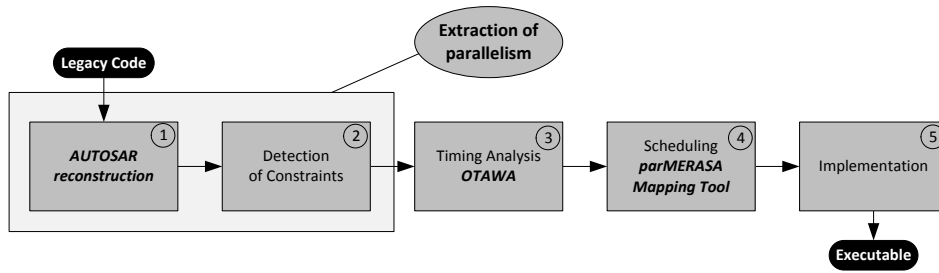 Extraction of
parallelism
Legacy Code
1
AUTOSAR
reconstruction
2
Detection
of Constraints
3
Timing Analysis
OTAWA
4
Scheduling
parMERASA
Mapping Tool
5
Implementation
Executable